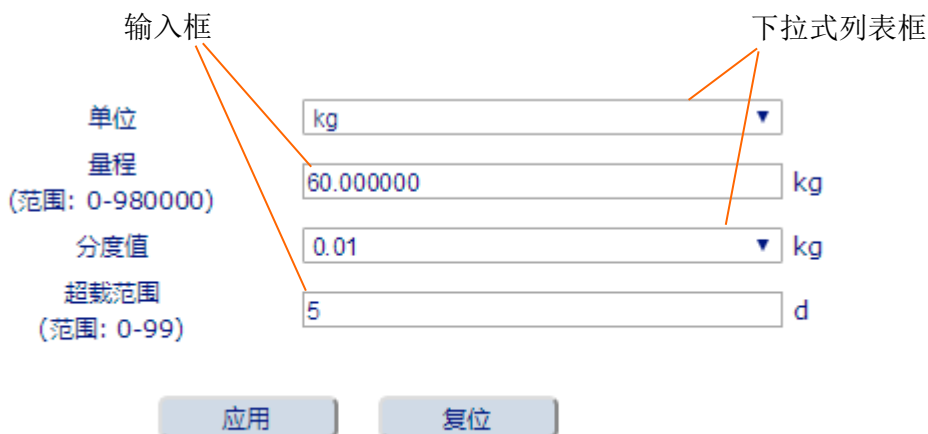 输入框 下拉式列表框
单位 kg
量程
(范围: 0-980000) 60.000000 kg
分度值 0.01 kg
超载范围
(范围: 0-99) 5 d
应用 复位